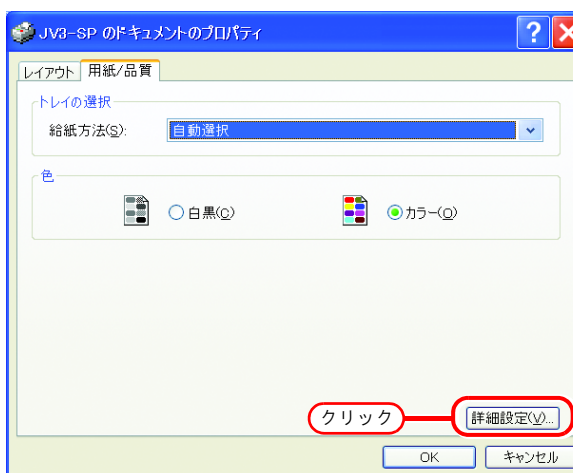 JV3-SP のドキュメントのプロパティ
レイアウト 用紙/品質
トレイの選択
給紙方法(S): 自動選択
色
白黒(C) カラー(O)
クリック 詳細設定(V)...
OK キャンセル